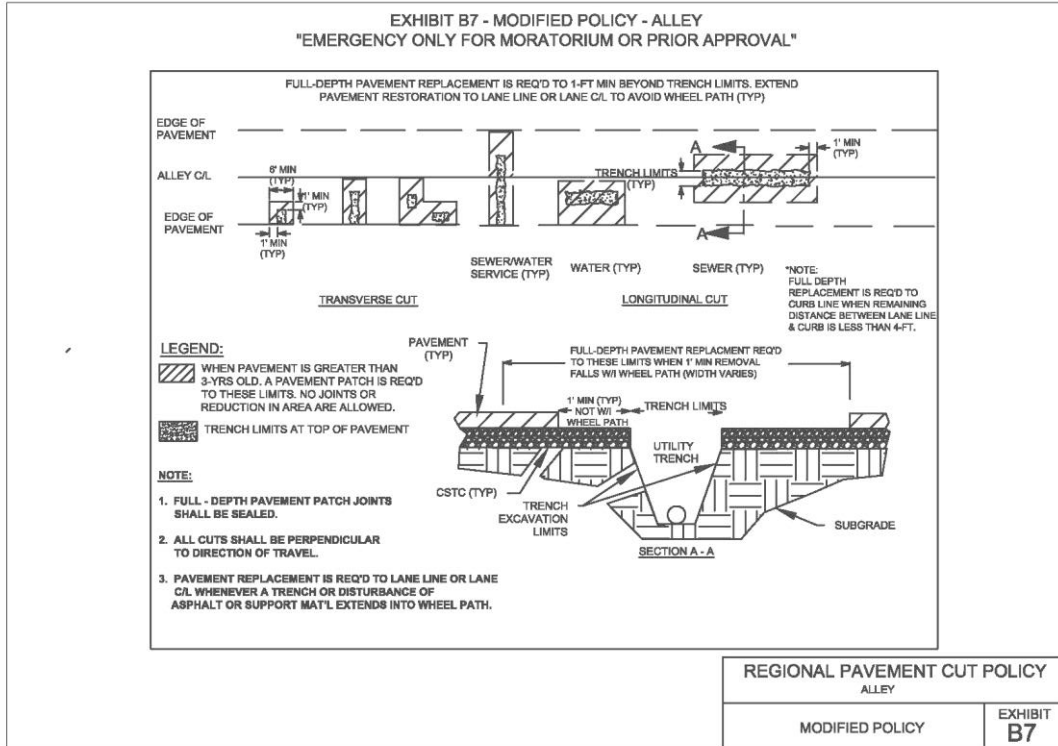 EXHIBIT B7 - MODIFIED POLICY - ALLEY
"EMERGENCY ONLY FOR MORATORIUM OR PRIOR APPROVAL"
FULL-DEPTH PAVEMENT REPLACEMENT IS REQ'D TO 1-FT MIN BEYOND TRENCH LIMITS. EXTEND
PAVEMENT RESTORATION TO LANE LINE OR LANE C/L TO AVOID WHEEL PATH (TYP)
EDGE OF
PAVEMENT
ALLEY C/L
EDGE OF
PAVEMENT
6' MIN
(TYP)
1' MIN
(TYP)
1' MIN
(TYP)
A
TRENCH LIMITS
(TYP)
A
1' MIN
(TYP)
SEWER/WATER
SERVICE (TYP)
WATER (TYP)
SEWER (TYP)
TRANSVERSE CUT
LONGITUDINAL CUT
*NOTE:
FULL DEPTH
REPLACEMENT IS REQ'D TO
CURB LINE WHEN REMAINING
DISTANCE BETWEEN LANE LINE
& CURB IS LESS THAN 4-FT.
LEGEND:
WHEN PAVEMENT IS GREATER THAN
3-YRS OLD. A PAVEMENT PATCH IS REQ'D
TO THESE LIMITS. NO JOINTS OR
REDUCTION IN AREA ARE ALLOWED.
TRENCH LIMITS AT TOP OF PAVEMENT
NOTE:
1. FULL - DEPTH PAVEMENT PATCH JOINTS
SHALL BE SEALED.
2. ALL CUTS SHALL BE PERPENDICULAR
TO DIRECTION OF TRAVEL.
3. PAVEMENT REPLACEMENT IS REQ'D TO LANE LINE OR LANE
C/L WHENEVER A TRENCH OR DISTURBANCE OF
ASPHALT OR SUPPORT MAT'L EXTENDS INTO WHEEL PATH.
PAVEMENT
(TYP)
FULL-DEPTH PAVEMENT REPLACMENT REQ'D
TO THESE LIMITS WHEN 1' MIN REMOVAL
FALLS W/I WHEEL PATH (WIDTH VARIES)
1' MIN (TYP)
NOT W/I
WHEEL PATH
TRENCH LIMITS
UTILITY
TRENCH
CSTC (TYP)
TRENCH
EXCAVATION
LIMITS
SUBGRADE
SECTION A - A
REGIONAL PAVEMENT CUT POLICY
ALLEY
MODIFIED POLICY
EXHIBIT
B7